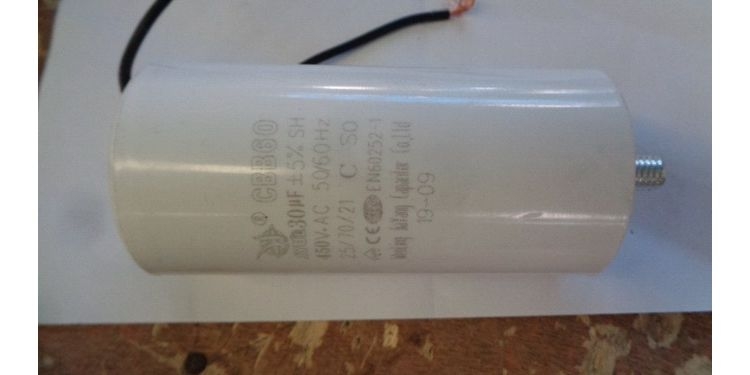 ® CBB60
30μF±5% SH
450V.AC 50/60Hz
25/70/21 C S0
CE EN60252-1
Capacitor Co,.Ltd
19-09